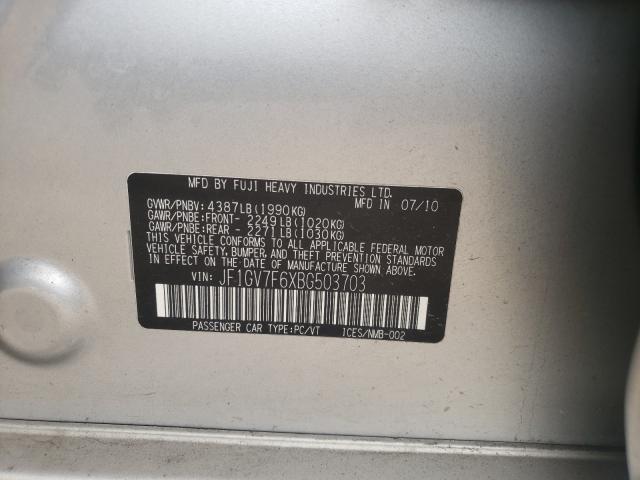 MFD BY FUJI HEAVY INDUSTRIES LTD.
MFD IN 07/10
GVWR/PNBV: 4387LB(1990KG)
GAWR/PNBE:FRONT- 2249LB(1020KG)
GAWR/PNBE:REAR - 2271LB(1030KG)
THIS VEHICLE CONFORMS TO ALL APPLICABLE FEDERAL MOTOR
VEHICLE SAFETY, BUMPER, AND THEFT PREVENTION STANDARDS
IN EFFECT ON THE DATE OF MANUFACTURE SHOWN ABOVE.
VIN: JF1GV7F6XBG503703
PASSENGER CAR TYPE:PC/VT ICES/NMB-002